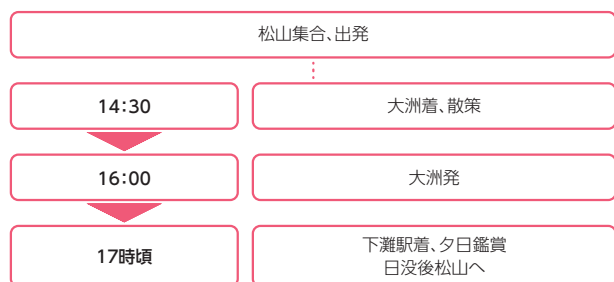 松山集合、出発
14:30
大洲着、散策
16:00
大洲発
17時頃
下灘駅着、夕日鑑賞
日没後松山へ